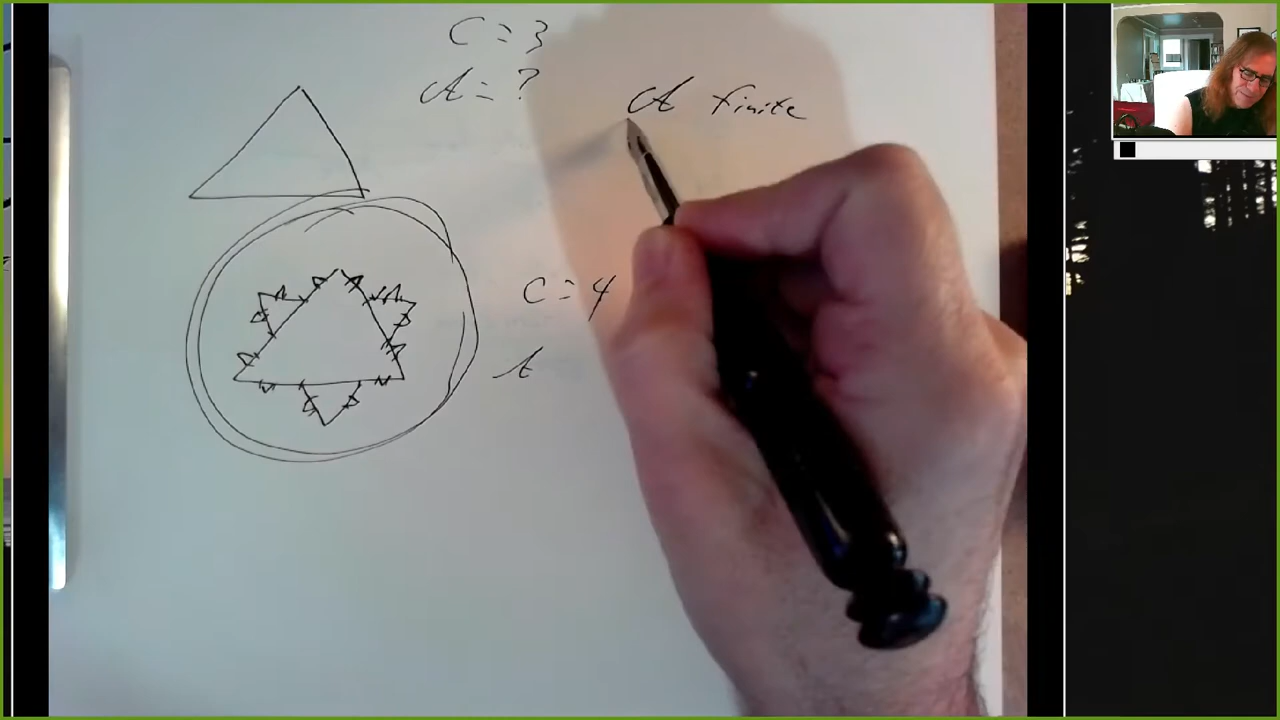 C = 3
A = ?
A finite
C = 4
A